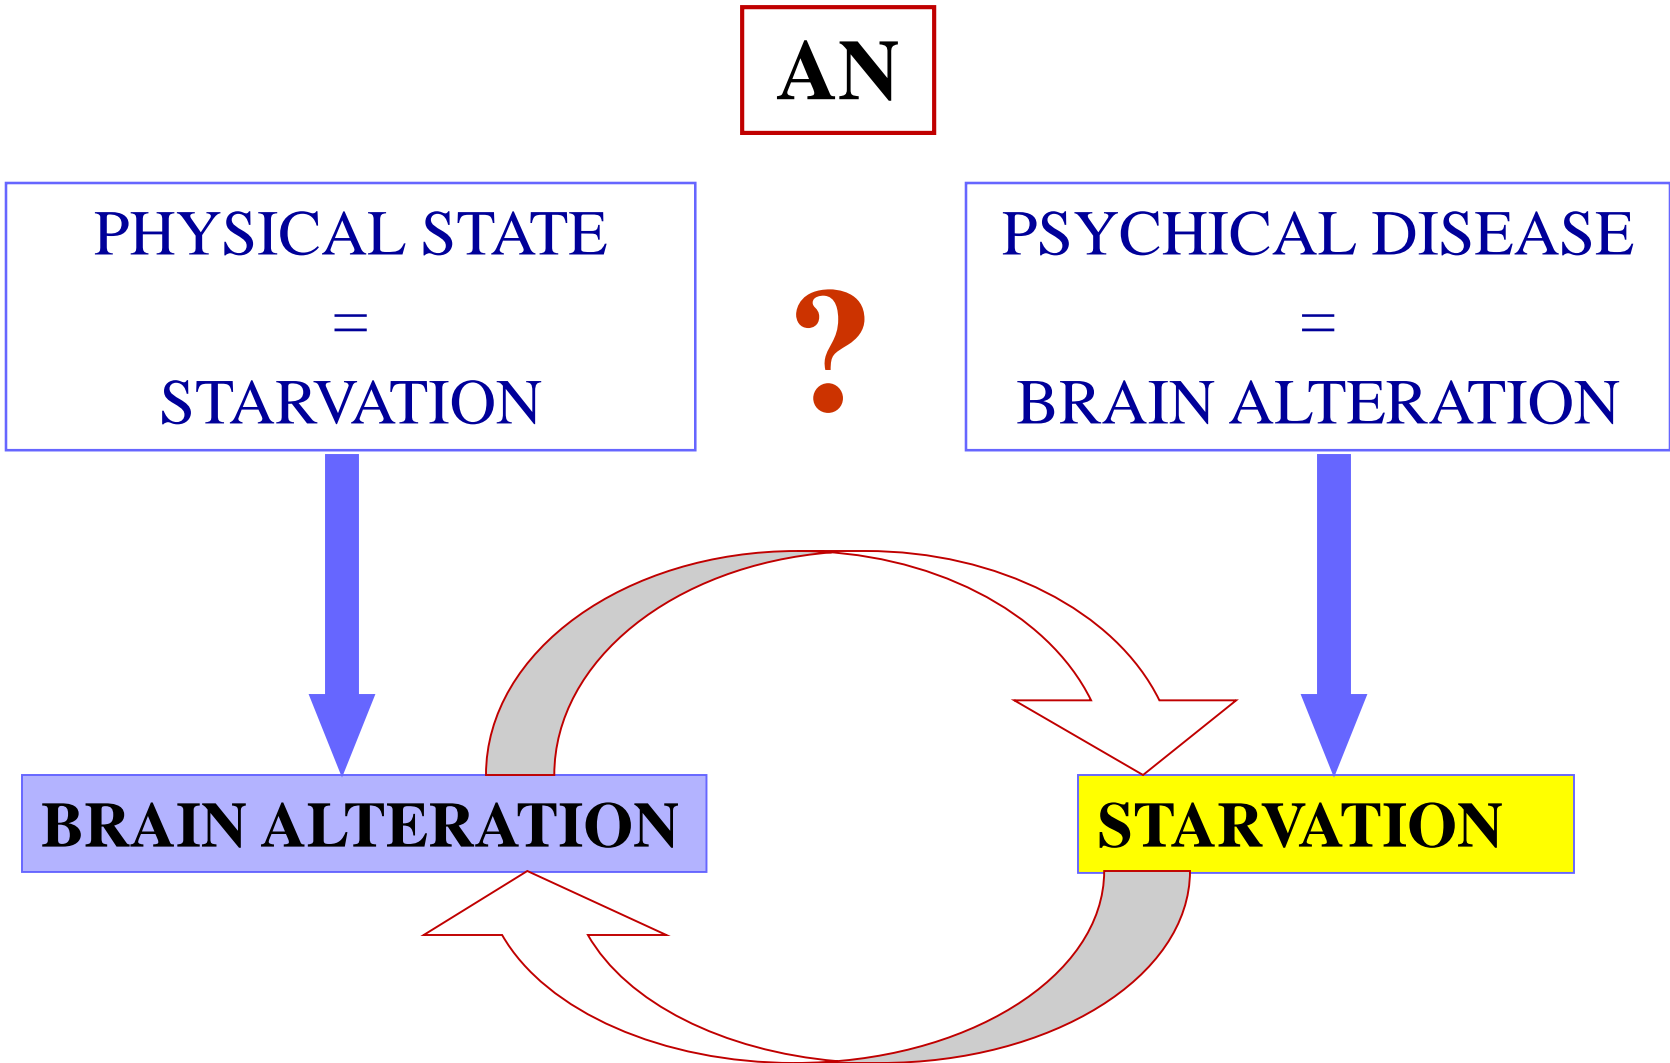 AN
PHYSICAL STATE
=
STARVATION
?
PSYCHICAL DISEASE
=
BRAIN ALTERATION
BRAIN ALTERATION
STARVATION